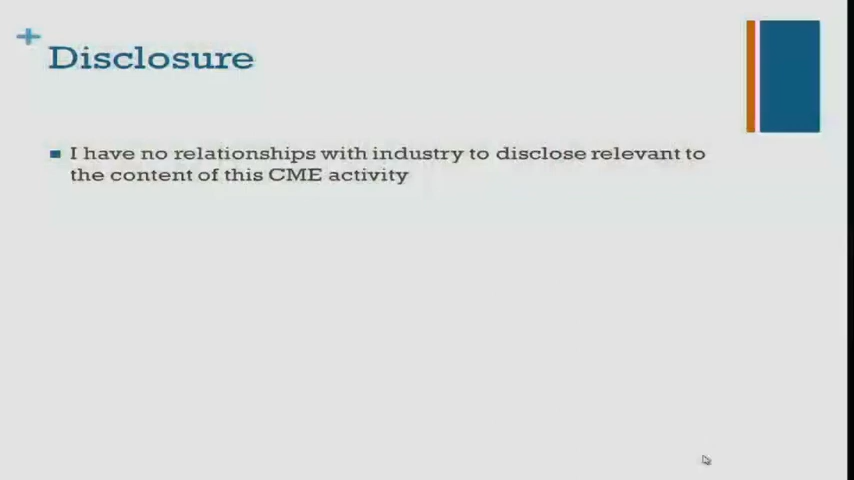 +
Disclosure
I have no relationships with industry to disclose relevant to
the content of this CME activity